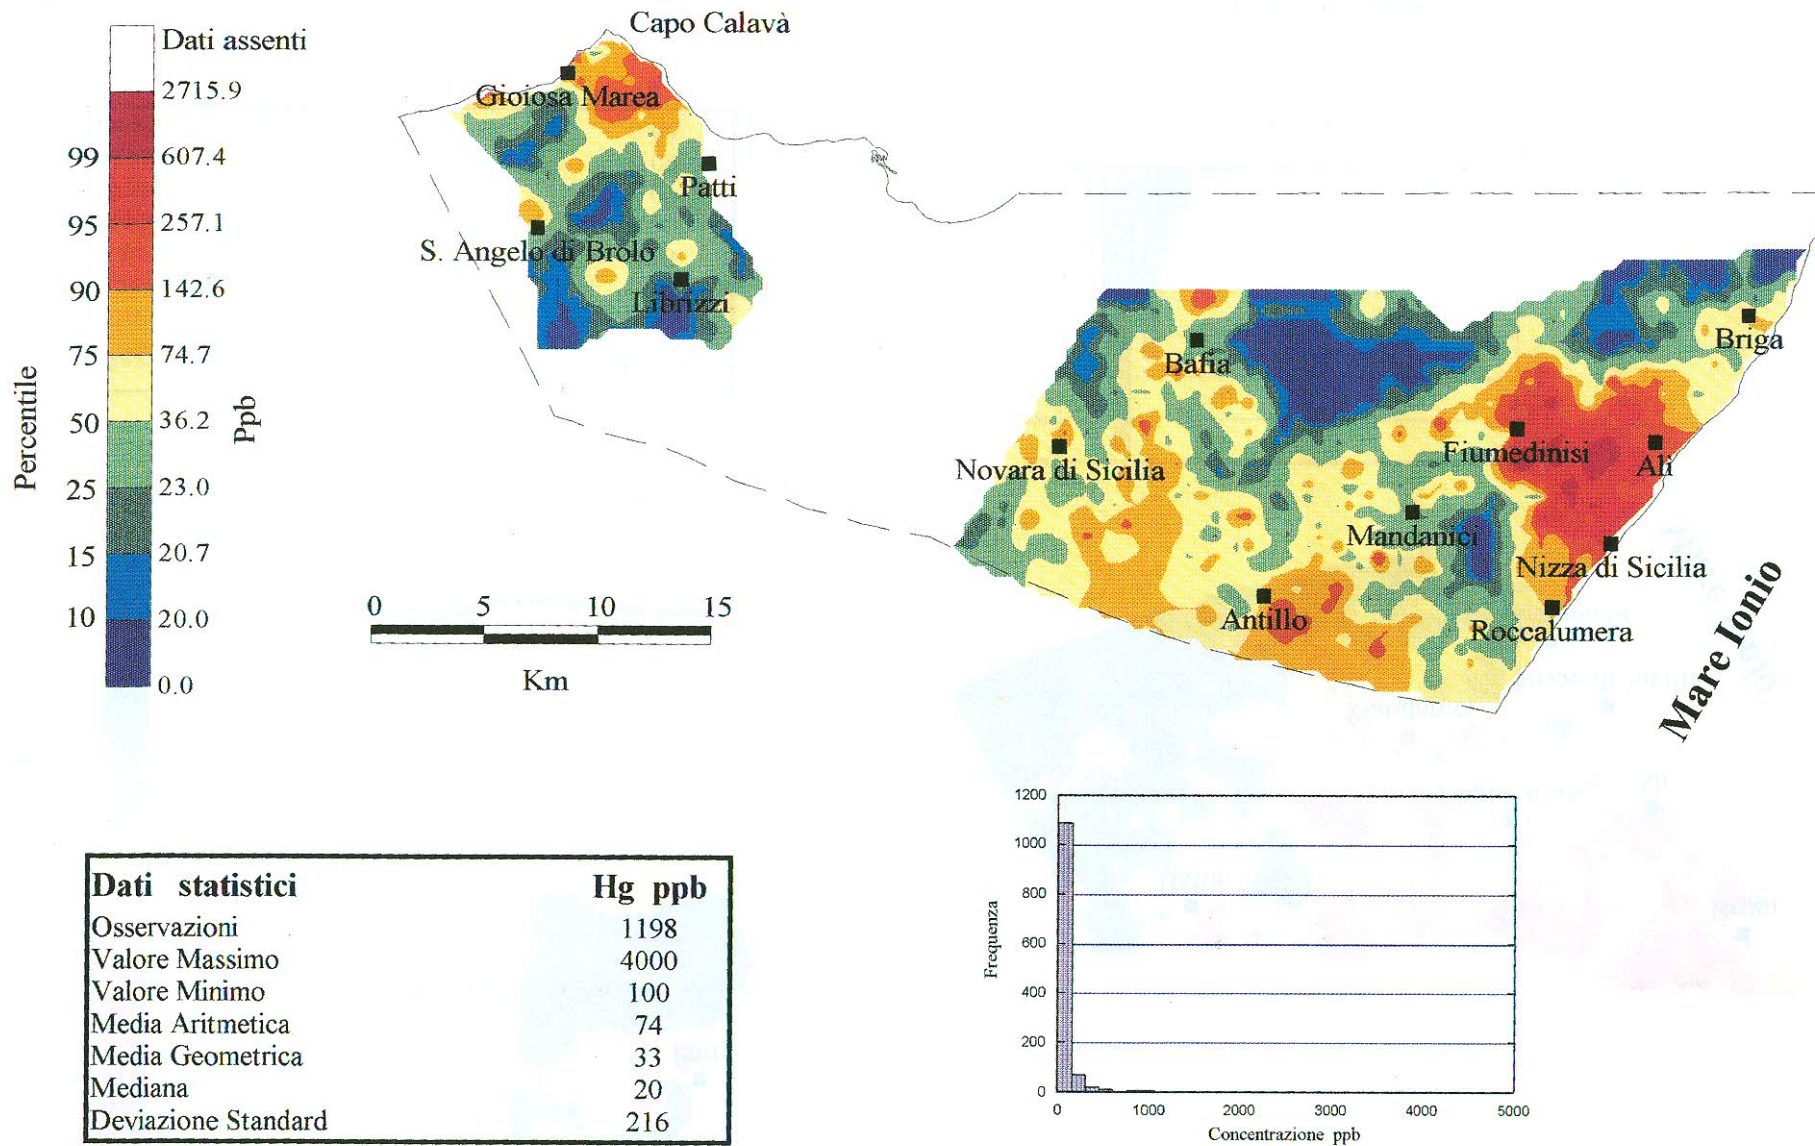 Dati assenti
2715.9
99 607.4
95 257.1
90 142.6
75 74.7
50 36.2
25 23.0
15 20.7
10 20.0
0.0
Percentile
Ppb
Capo Calavà
Gioiosa Marea
Patti
S. Angelo di Brolo
Librizzi
Bafia
Briga
Novara di Sicilia
Fiumedinisi
Alì
Mandanici
Nizza di Sicilia
Antillo
Roccalumera
Mare Ionio
0 5 10 15
Km
Dati statistici Hg ppb
Osservazioni 1198
Valore Massimo 4000
Valore Minimo 100
Media Aritmetica 74
Media Geometrica 33
Mediana 20
Deviazione Standard 216
1200
1000
800
600
400
200
0
Frequenza
0 1000 2000 3000 4000 5000
Concentrazione ppb